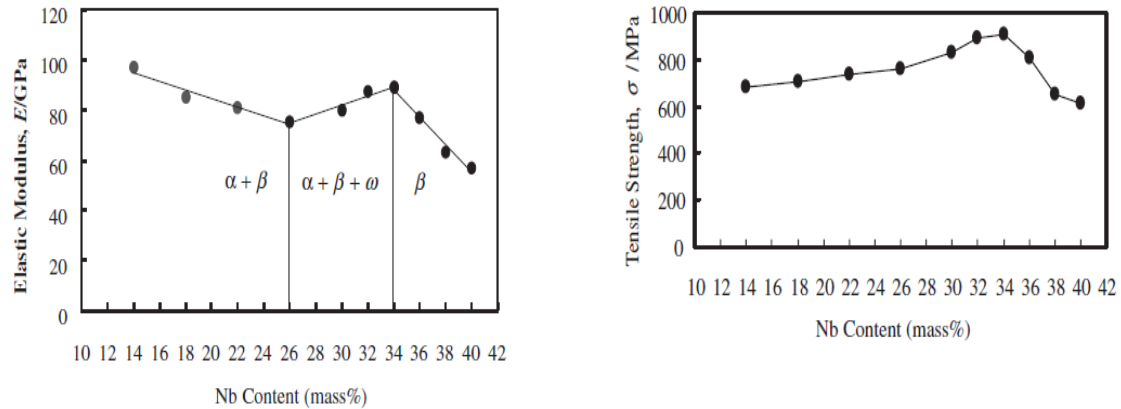 Elastic Modulus, E/GPa
120
100
80
60
40
20
0
α + β
α + β + ω
β
10 12 14 16 18 20 22 24 26 28 30 32 34 36 38 40 42
Nb Content (mass%)
Tensile Strength, σ /MPa
1000
800
600
400
200
0
10 12 14 16 18 20 22 24 26 28 30 32 34 36 38 40 42
Nb Content (mass%)